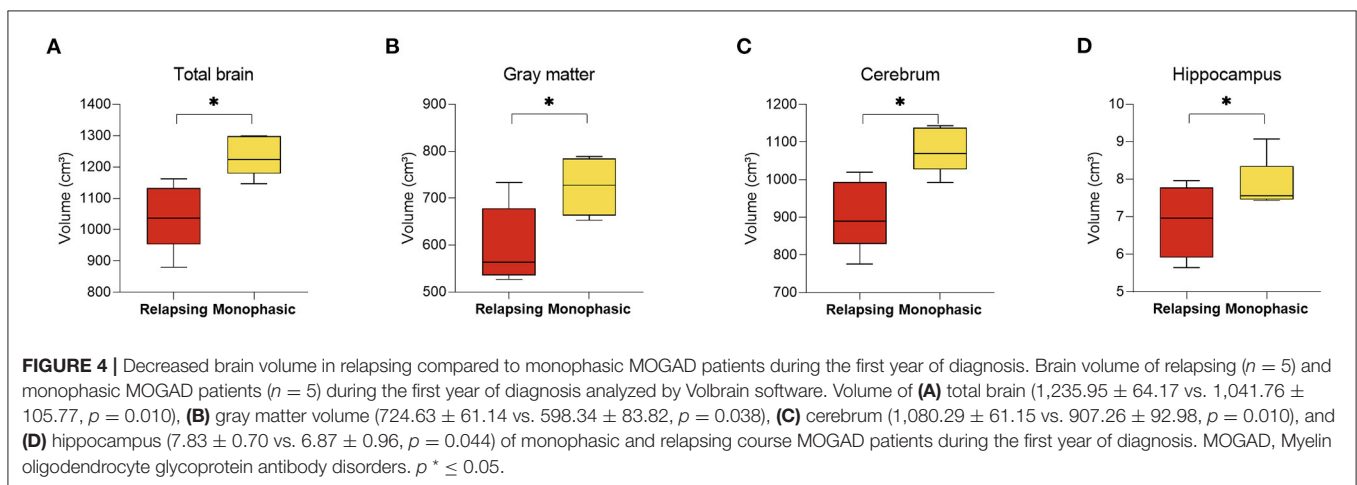 A
Total brain
*
1400
1300
1200
1100
1000
900
800
Volume (cm³)
Relapsing Monophasic
B
Gray matter
*
900
800
700
600
500
Volume (cm³)
Relapsing Monophasic
C
Cerebrum
*
1200
1100
1000
900
800
700
Volume (cm³)
Relapsing Monophasic
D
Hippocampus
*
10
9
8
7
6
5
Volume (cm³)
Relapsing Monophasic
FIGURE 4 | Decreased brain volume in relapsing compared to monophasic MOGAD patients during the first year of diagnosis. Brain volume of relapsing (n = 5) and
monophasic MOGAD patients (n = 5) during the first year of diagnosis analyzed by Volbrain software. Volume of (A) total brain (1,235.95 ± 64.17 vs. 1,041.76 ±
105.77, p = 0.010), (B) gray matter volume (724.63 ± 61.14 vs. 598.34 ± 83.82, p = 0.038), (C) cerebrum (1,080.29 ± 61.15 vs. 907.26 ± 92.98, p = 0.010), and
(D) hippocampus (7.83 ± 0.70 vs. 6.87 ± 0.96, p = 0.044) of monophasic and relapsing course MOGAD patients during the first year of diagnosis. MOGAD, Myelin
oligodendrocyte glycoprotein antibody disorders. p * ≤ 0.05.